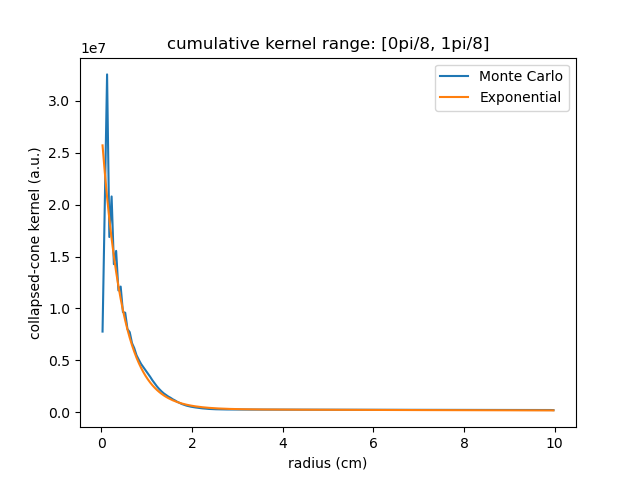 cumulative kernel range: [0pi/8, 1pi/8]
1e7
Monte Carlo
Exponential
3.0
2.5
2.0
1.5
1.0
0.5
0.0
collapsed-cone kernel (a.u.)
0 2 4 6 8 10
radius (cm)